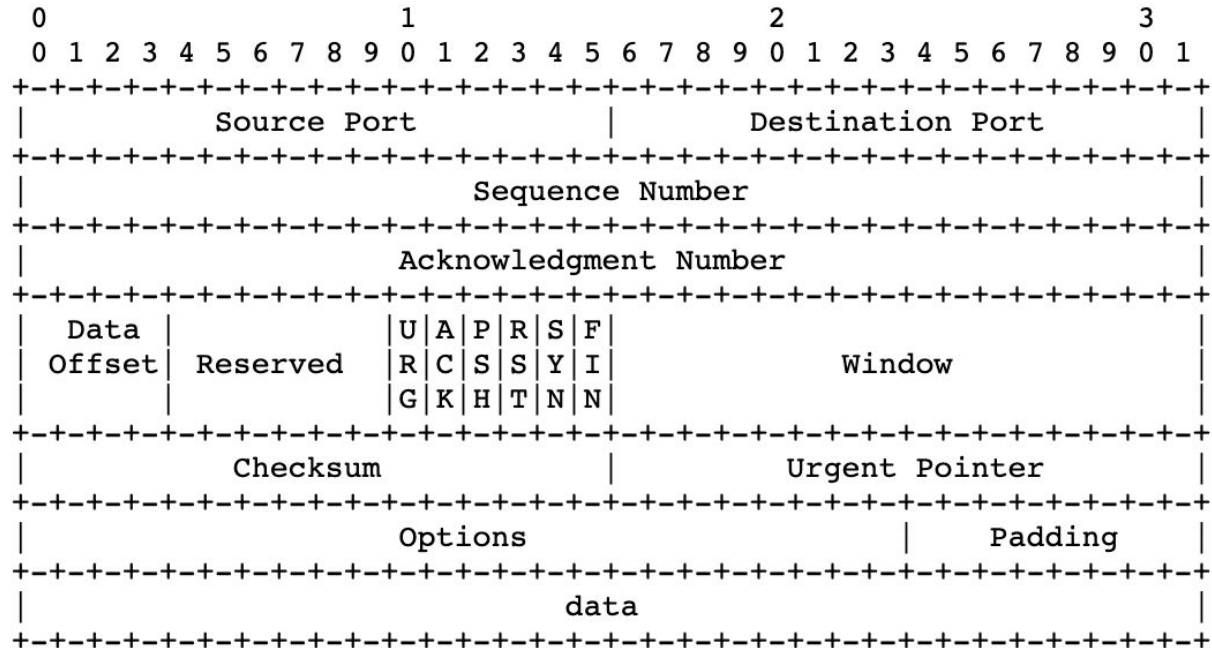 0                   1                   2                   3
 0 1 2 3 4 5 6 7 8 9 0 1 2 3 4 5 6 7 8 9 0 1 2 3 4 5 6 7 8 9 0 1
+-+-+-+-+-+-+-+-+-+-+-+-+-+-+-+-+-+-+-+-+-+-+-+-+-+-+-+-+-+-+-+-+
|          Source Port          |       Destination Port        |
+-+-+-+-+-+-+-+-+-+-+-+-+-+-+-+-+-+-+-+-+-+-+-+-+-+-+-+-+-+-+-+-+
|                        Sequence Number                        |
+-+-+-+-+-+-+-+-+-+-+-+-+-+-+-+-+-+-+-+-+-+-+-+-+-+-+-+-+-+-+-+-+
|                    Acknowledgment Number                      |
+-+-+-+-+-+-+-+-+-+-+-+-+-+-+-+-+-+-+-+-+-+-+-+-+-+-+-+-+-+-+-+-+
|  Data |           |U|A|P|R|S|F|                               |
| Offset| Reserved  |R|C|S|S|Y|I|            Window             |
|       |           |G|K|H|T|N|N|                               |
+-+-+-+-+-+-+-+-+-+-+-+-+-+-+-+-+-+-+-+-+-+-+-+-+-+-+-+-+-+-+-+-+
|           Checksum            |         Urgent Pointer        |
+-+-+-+-+-+-+-+-+-+-+-+-+-+-+-+-+-+-+-+-+-+-+-+-+-+-+-+-+-+-+-+-+
|                    Options                    |    Padding    |
+-+-+-+-+-+-+-+-+-+-+-+-+-+-+-+-+-+-+-+-+-+-+-+-+-+-+-+-+-+-+-+-+
|                             data                              |
+-+-+-+-+-+-+-+-+-+-+-+-+-+-+-+-+-+-+-+-+-+-+-+-+-+-+-+-+-+-+-+-+